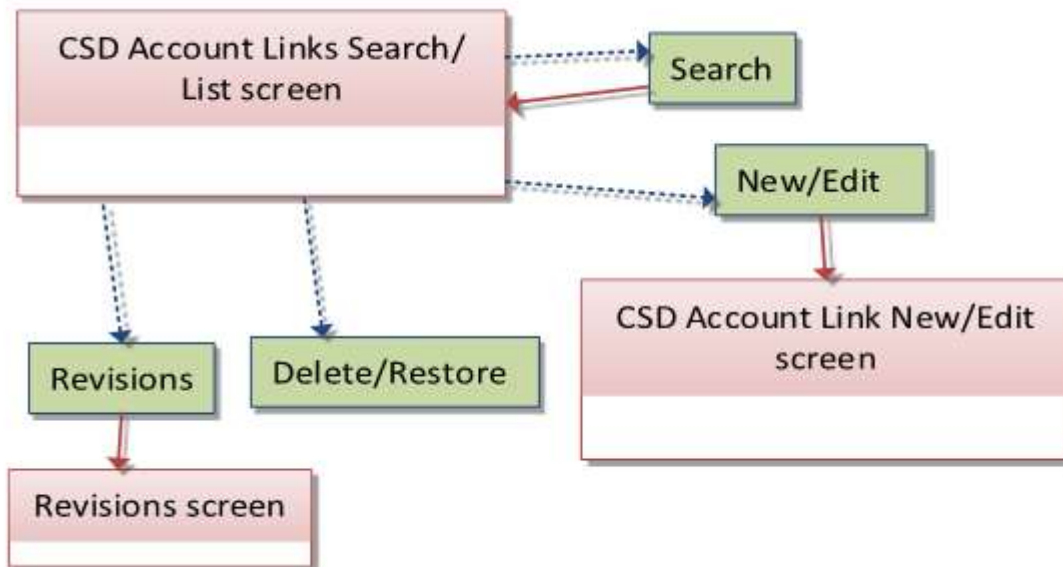 CSD Account Links Search/
List screen
Search
New/Edit
CSD Account Link New/Edit
screen
Revisions
Delete/Restore
Revisions screen